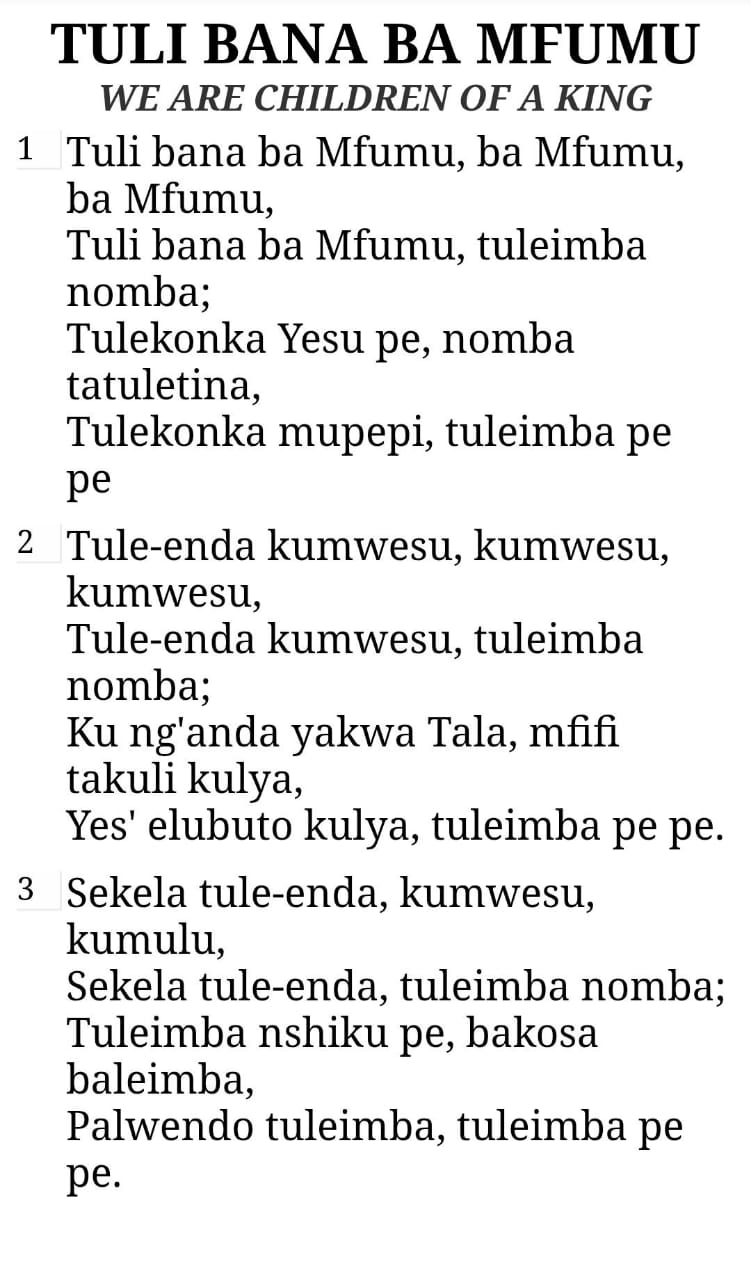 TULI BANA BA MFUMU
WE ARE CHILDREN OF A KING
1 Tuli bana ba Mfumu, ba Mfumu,
ba Mfumu,
Tuli bana ba Mfumu, tuleimba
nomba;
Tulekonka Yesu pe, nomba
tatuletina,
Tulekonka mupepi, tuleimba pe
pe
2 Tule-enda kumwesu, kumwesu,
kumwesu,
Tule-enda kumwesu, tuleimba
nomba;
Ku ng'anda yakwa Tala, mfifi
takuli kulya,
Yes' elubuto kulya, tuleimba pe pe.
3 Sekela tule-enda, kumwesu,
kumulu,
Sekela tule-enda, tuleimba nomba;
Tuleimba nshiku pe, bakosa
baleimba,
Palwendo tuleimba, tuleimba pe
pe.